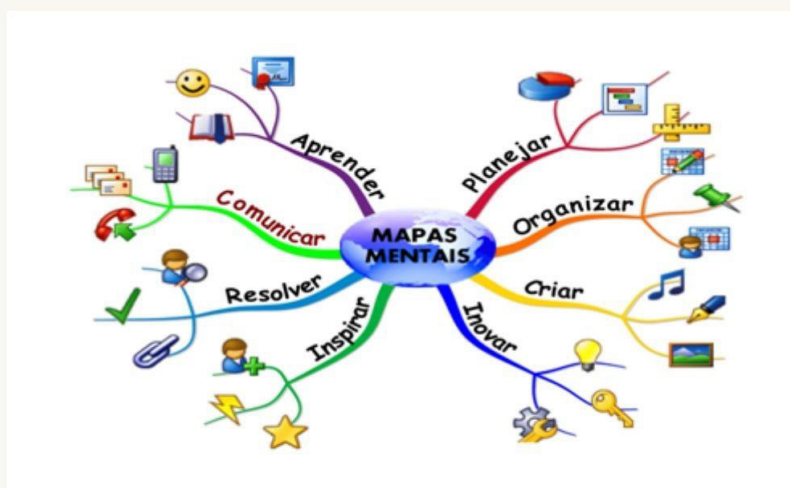 MAPAS
MENTAIS
Planejar
Organizar
Criar
Inovar
Inspirar
Resolver
Comunicar
Aprender